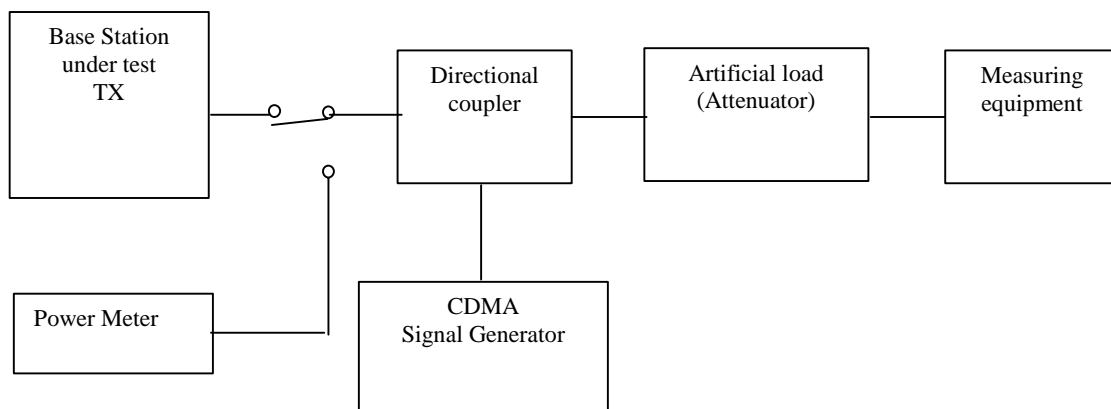 Base Station
under test
TX
Directional
coupler
Artificial load
(Attenuator)
Measuring
equipment
Power Meter
CDMA
Signal Generator